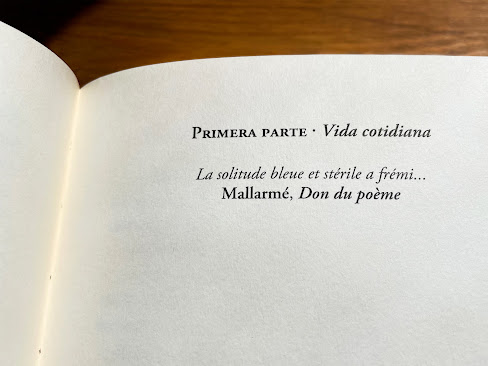 PRIMERA PARTE · Vida cotidiana
La solitude bleue et stérile a frémi...
Mallarmé, Don du poème